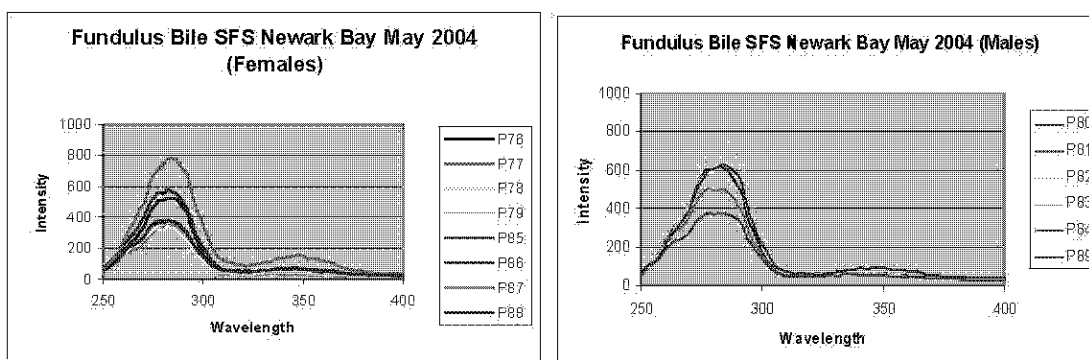 Fundulus Bile SFS Newark Bay May 2004
(Females)
1000
800
600
400
200
0
Intensity
250
300
350
400
Wavelength
P76
P77
P78
P79
P85
P86
P87
P88
Fundulus Bile SFS Newark Bay May 2004 (Males)
1000
800
600
400
200
0
Intensity
250
300
350
400
Wavelength
P80
P81
P82
P83
P84
P89